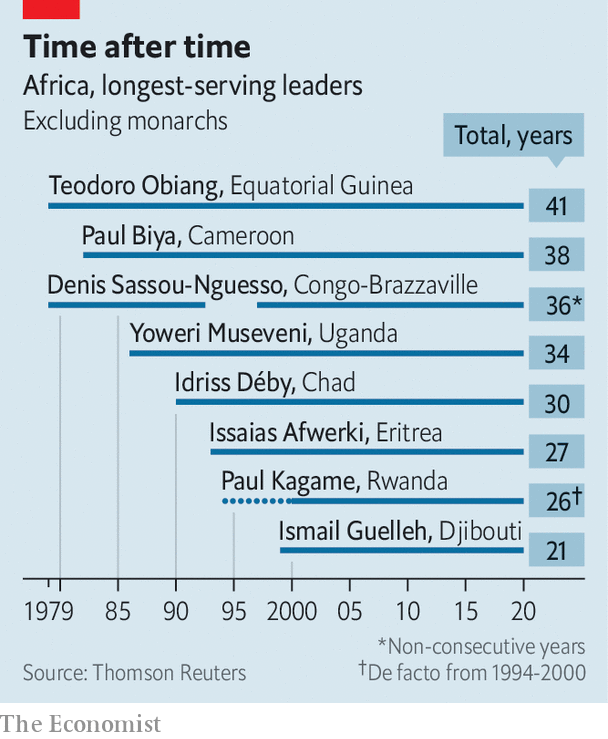 Time after time
Africa, longest-serving leaders
Excluding monarchs
Total, years
Teodoro Obiang, Equatorial Guinea
41
Paul Biya, Cameroon
38
Denis Sassou-Nguesso, Congo-Brazzaville
36*
Yoweri Museveni, Uganda
34
Idriss Déby, Chad
30
Issaias Afwerki, Eritrea
27
Paul Kagame, Rwanda
26†
Ismail Guelleh, Djibouti
21
1979 85 90 95 2000 05 10 15 20
*Non-consecutive years
Source: Thomson Reuters †De facto from 1994-2000
The Economist